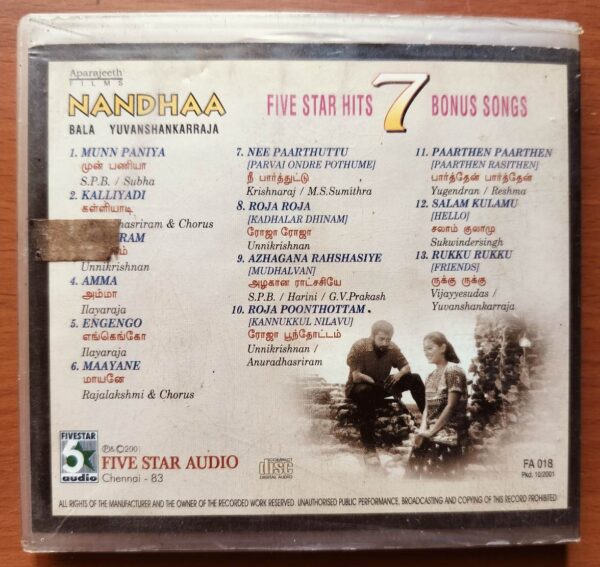 Aparajeeth
FILMS
NANDHAA
BALA YUVANSHANKARRAJA
FIVE STAR HITS 7 BONUS SONGS
1. MUNN PANIYA
முன் பணியா
S.P.B. / Subha
2. KALLIYADI
கள்ளியாடி
hasriram & Chorus
RAM
Unnikrishnan
4. AMMA
அம்மா
Ilayaraja
5. ENGENGO
எங்கெங்கோ
Ilayaraja
6. MAAYANE
மாயனே
Rajalakshmi & Chorus
7. NEE PAARTHUTTU
[PARVAI ONDRE POTHUME]
நீ பார்த்துட்டு
Krishnaraj / M.S.Sumithra
8. ROJA ROJA
[KADHALAR DHINAM]
ரோஜா ரோஜா
Unnikrishnan
9. AZHAGANA RAHSHASIYE
[MUDHALVAN]
அழகான ராட்சசியே
S.P.B. / Harini / G.V.Prakash
10. ROJA POONTHOTTAM.
[KANNUKKUL NILAVU]
ரோஜா பூந்தோட்டம்
Unnikrishnan /
Anuradhasriram
11. PAARTHEN PAARTHEN
[PAARTHEN RASITHEN]
பார்த்தேன் பார்த்தேன்
Yugendran / Reshma
12. SALAM KULAMU
[HELLO]
சலாம் குலாமு
Sukwindersingh
13. RUKKU RUKKU
[FRIENDS]
ருக்கு ருக்கு
Vijayyesudas /
Yuvanshankarraja
FIVESTAR
6
audio
℗&©2001
FIVE STAR AUDIO
Chennai - 83
COMPACT
disc
DIGITAL AUDIO
FA 018
Pkd. 10/2001
ALL RIGHTS OF THE MANUFACTURER AND THE OWNER OF THE RECORDED WORK RESERVED. UNAUTHORISED PUBLIC PERFORMANCE, BROADCASTING AND COPYING OF THIS RECORD PROHIBITED